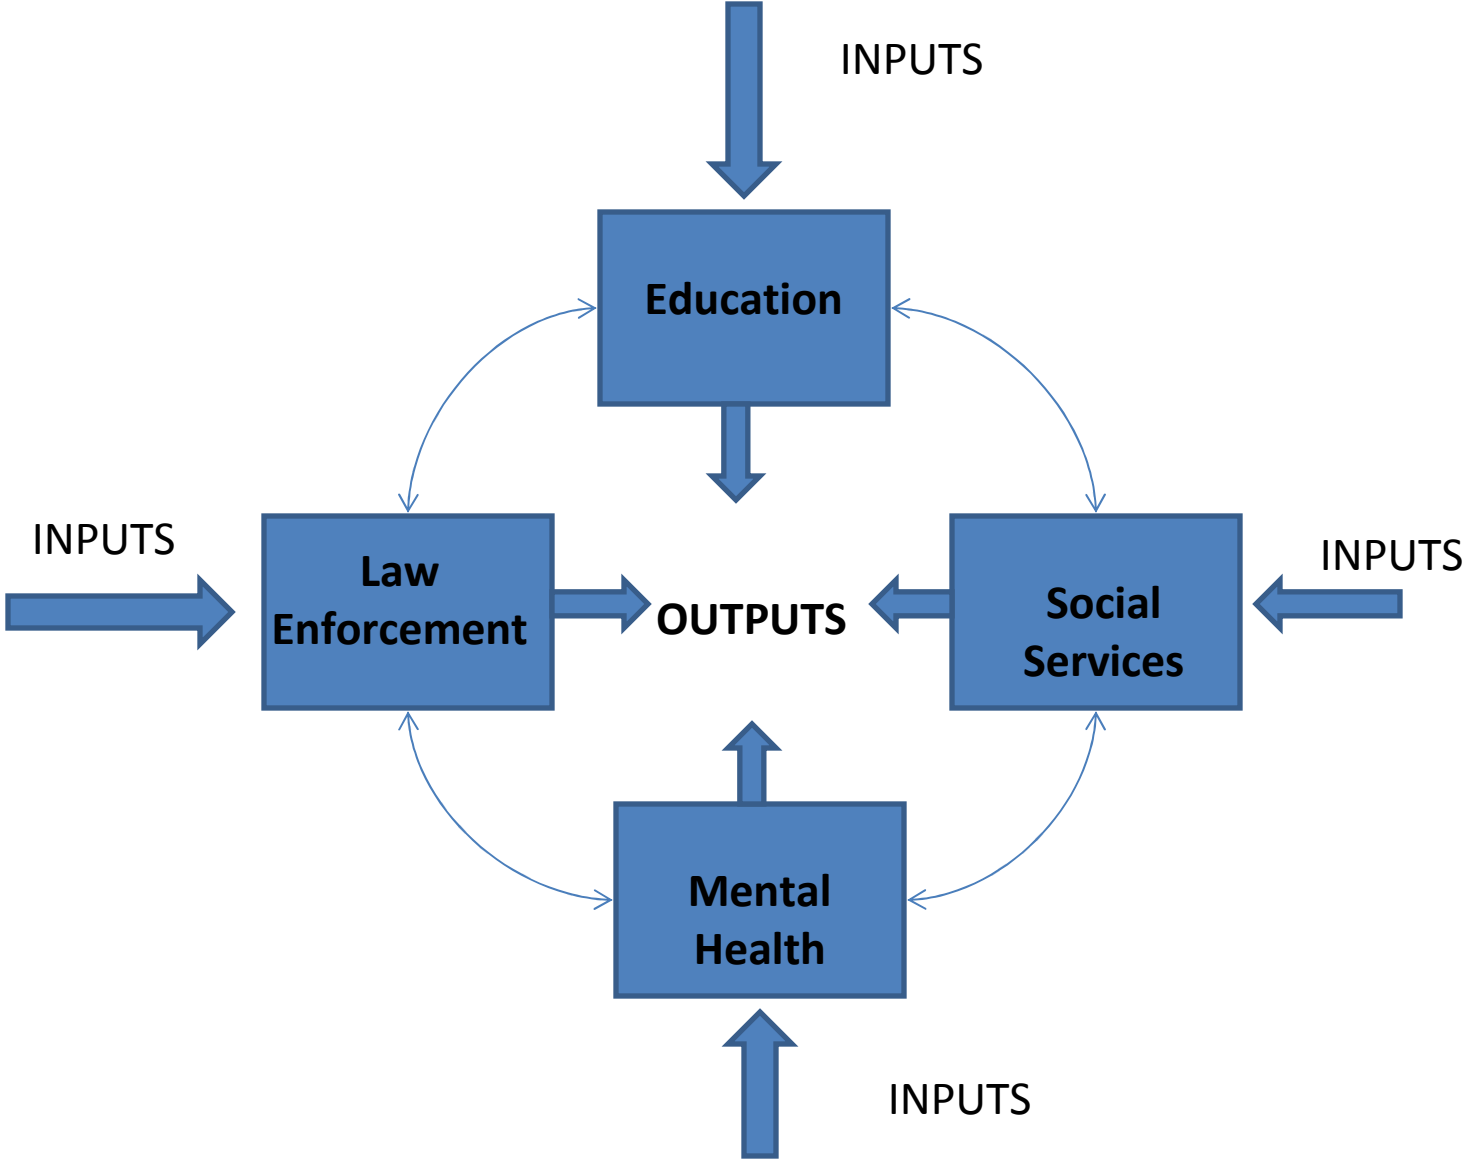 INPUTS
Education
INPUTS
Law
Enforcement
OUTPUTS
Social
Services
INPUTS
Mental
Health
INPUTS